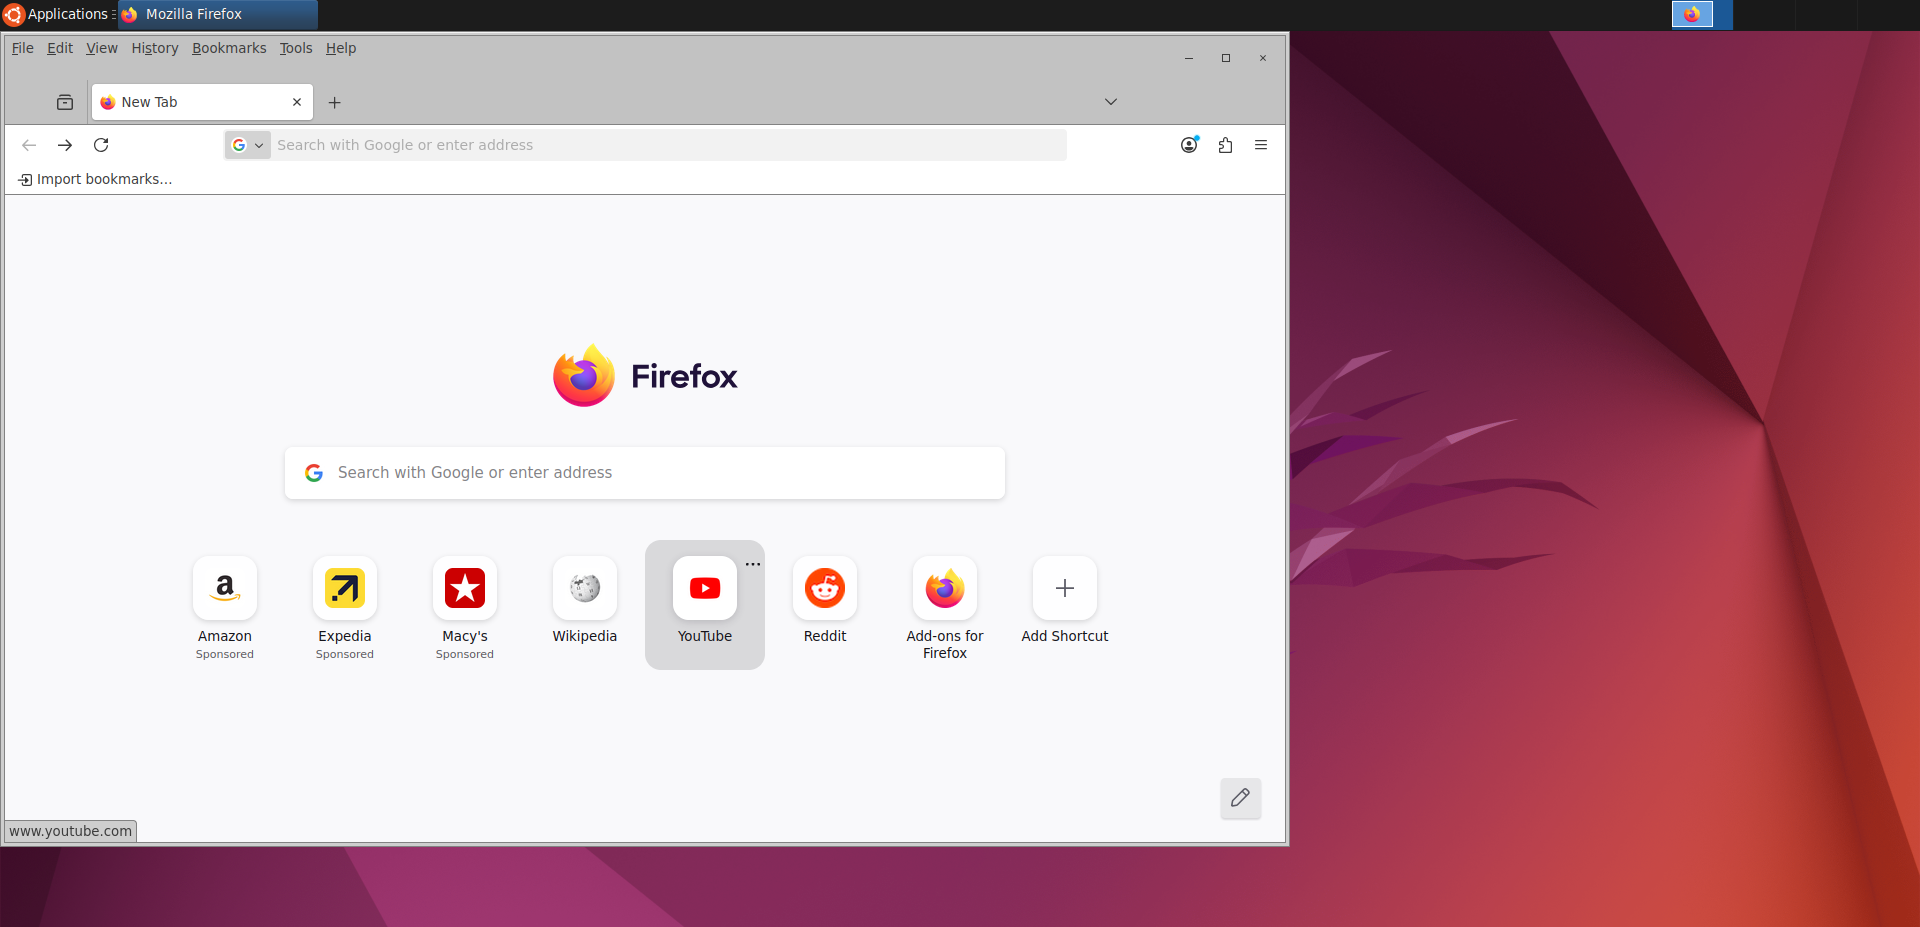 Applications
Mozilla Firefox
File Edit View History Bookmarks Tools Help
New Tab
Search with Google or enter address
Import bookmarks...
Firefox
Search with Google or enter address
Amazon
Sponsored
Expedia
Sponsored
Macy's
Sponsored
Wikipedia
YouTube
Reddit
Add-ons for
Firefox
Add Shortcut
www.youtube.com